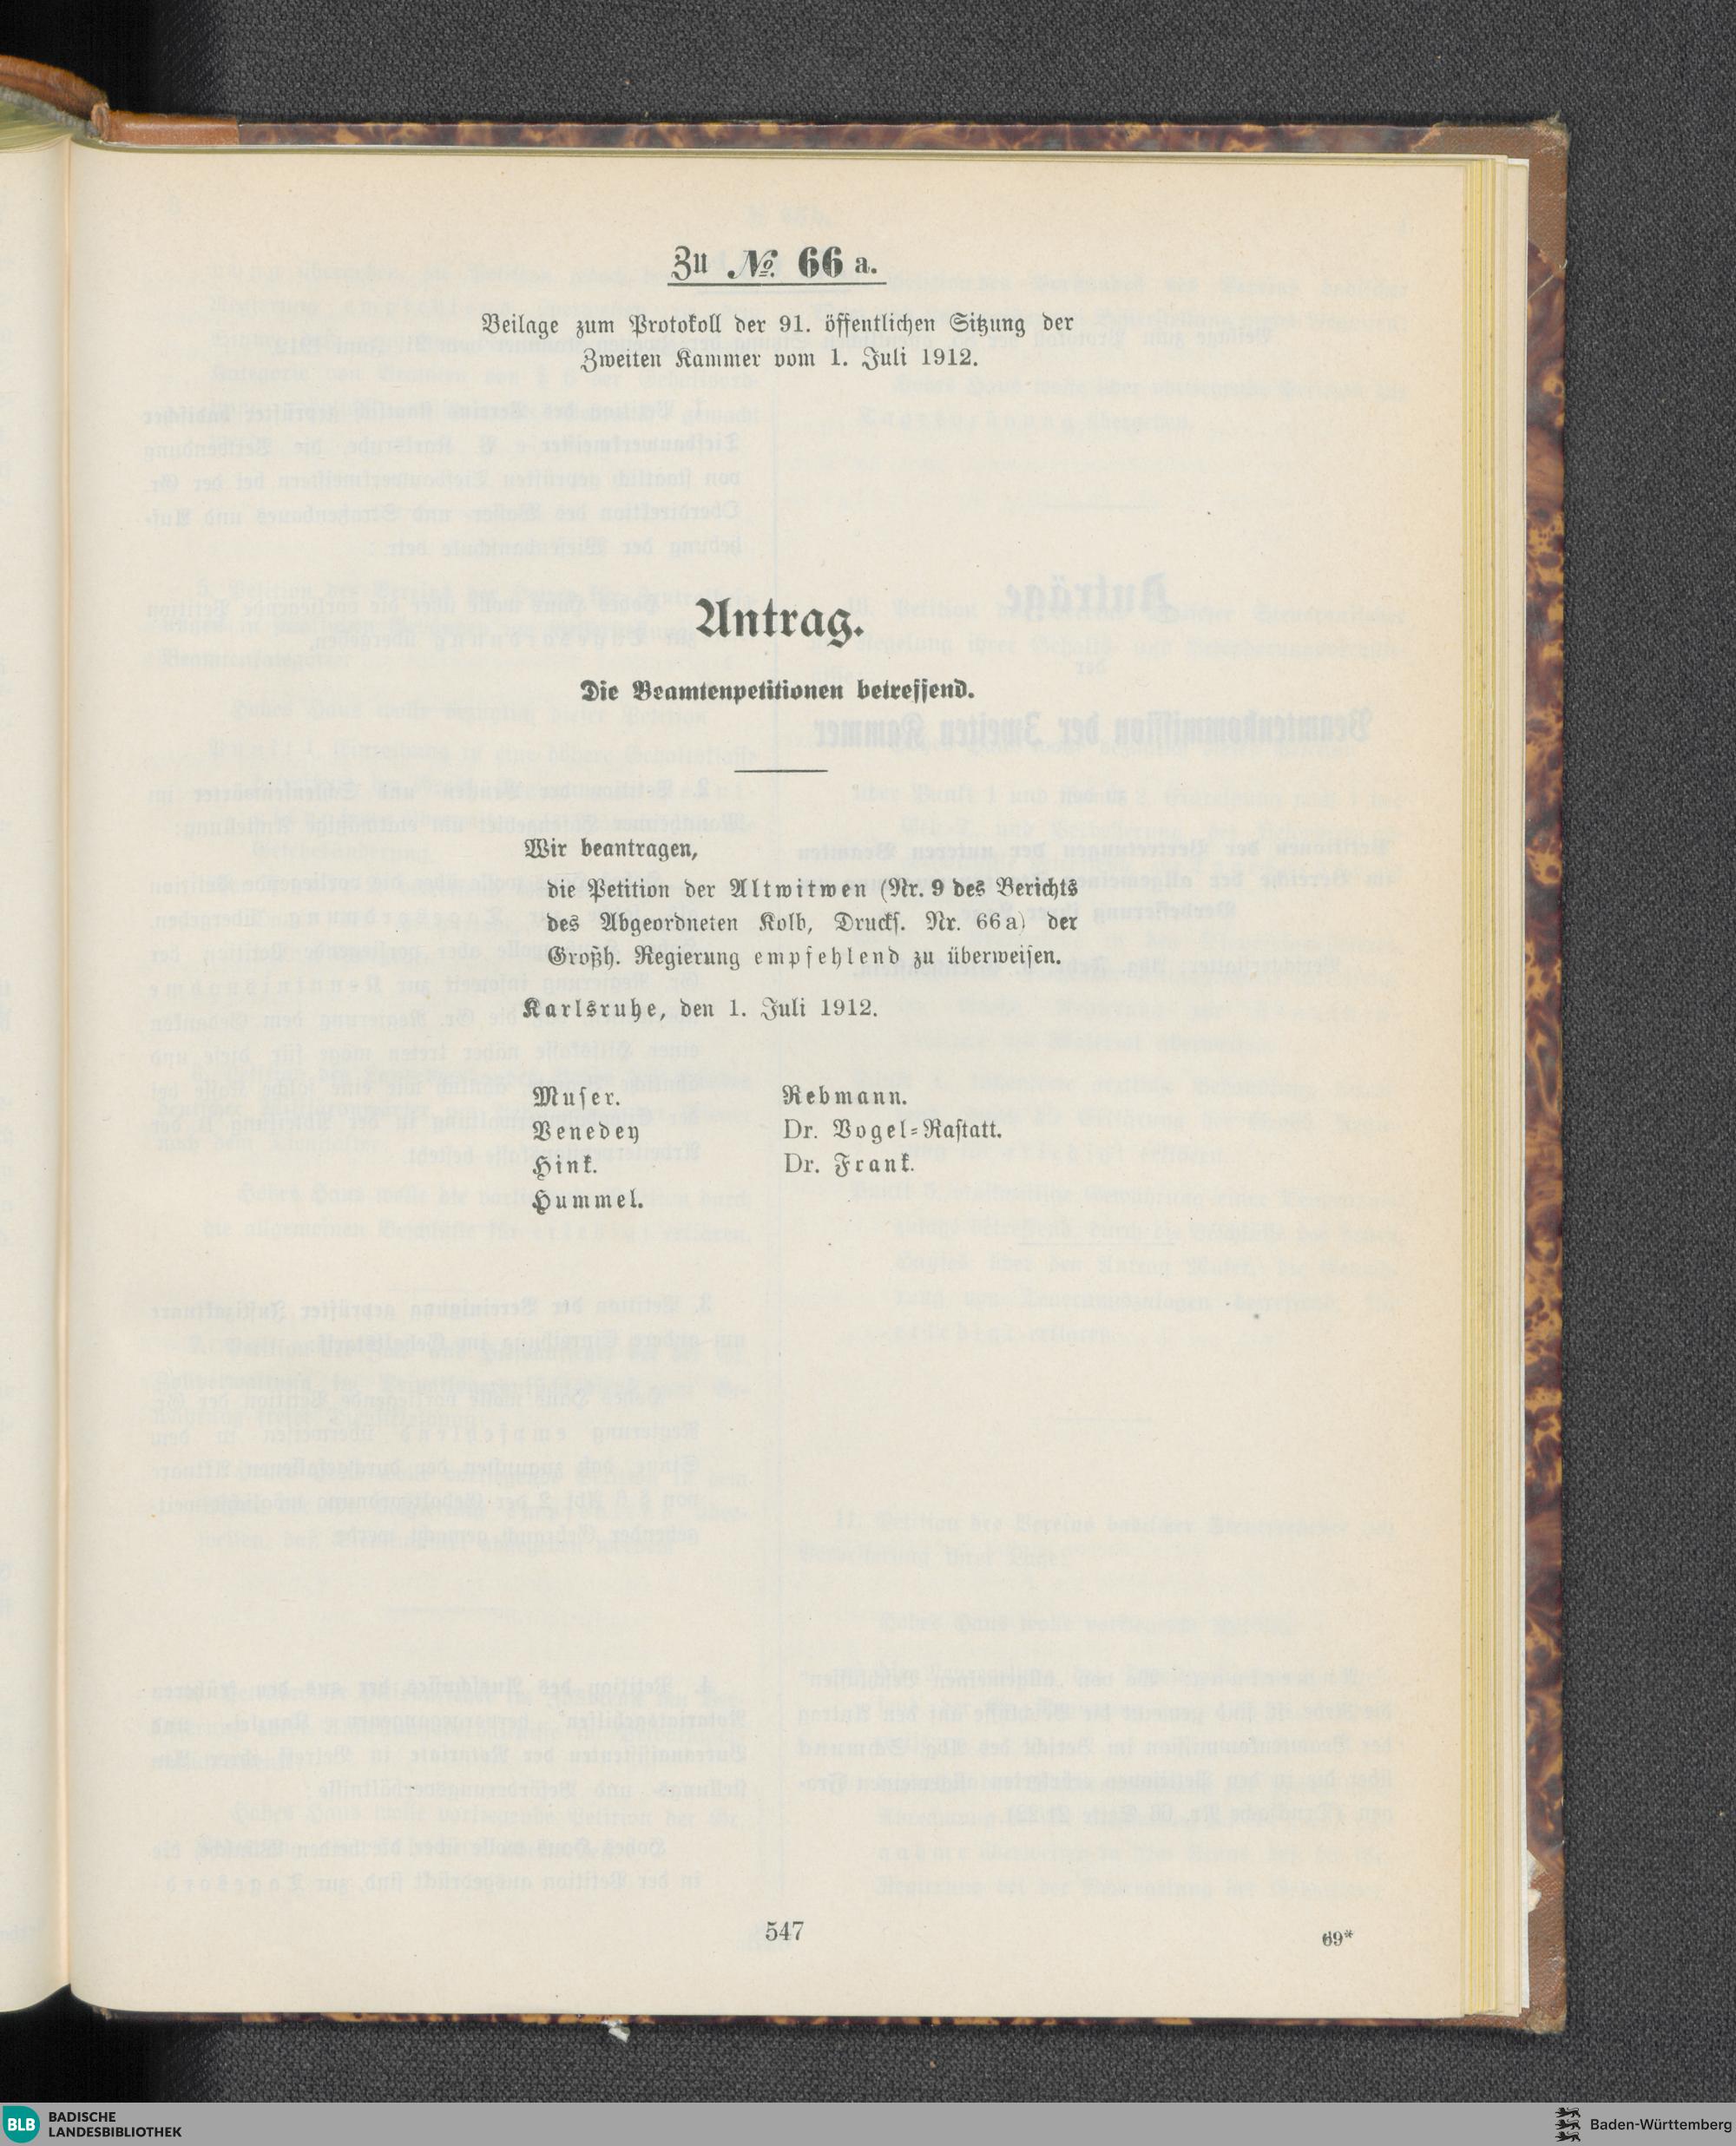 Zu № 66 a.
Beilage zum Protokoll der 91. öffentlichen Sitzung der
Zweiten Kammer vom 1. Juli 1912.
Antrag.
Die Beamtenpetitionen betreffend.
Wir beantragen,
die Petition der Altwitwen (Nr. 9 des Berichts
des Abgeordneten Kolb, Drucks. Nr. 66 a) der
Großh. Regierung empfehlend zu überweisen.
Karlsruhe, den 1. Juli 1912.
Muser.
Venedey
Hink.
Hummel.
Rebmann.
Dr. Vogel-Rastatt.
Dr. Frank.
547
69*
BLB BADISCHE
LANDESBIBLIOTHEK
Baden-Württemberg